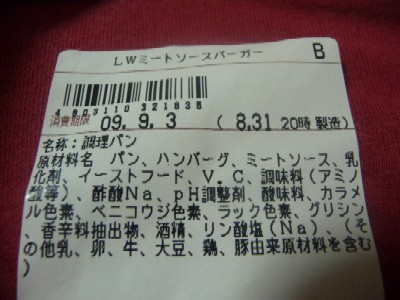 LWミートソースバーガー B
4903110321835
消費期限 09.9.3 (8.31 20時製造)
名称:調理パン
原材料名 パン、ハンバーグ、ミートソース、乳
化剤、イーストフード、V.C、調味料(アミノ
酸等)、酢酸Na、pH調整剤、酸味料、カラメ
ル色素、ベニコウジ色素、ラック色素、グリシン
、香辛料抽出物、酒精、リン酸塩(Na)、(そ
の他乳、卵、牛、大豆、鶏、豚由来原材料を含む
)